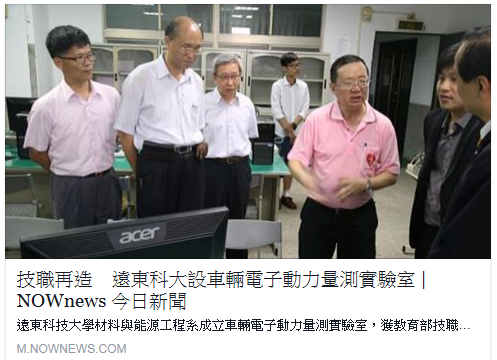 acer
技職再造 遠東科大設車輛電子動力量測實驗室 |
NOWnews 今日新聞
遠東科技大學材料與能源工程系成立車輛電子動力量測實驗室，獲教育部技職...
M.NOWNEWS.COM